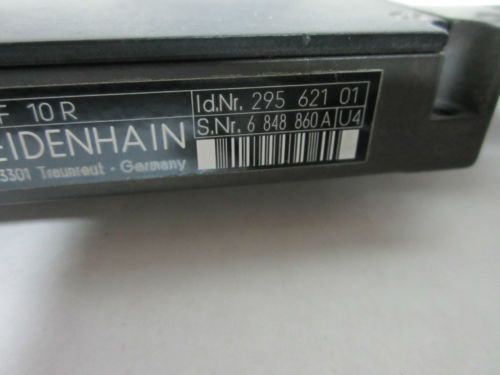 F 10 R
EIDENHAIN
3301 Traunreut - Germany
Id.Nr. 295 621 01
S.Nr. 6 848 860 A U4